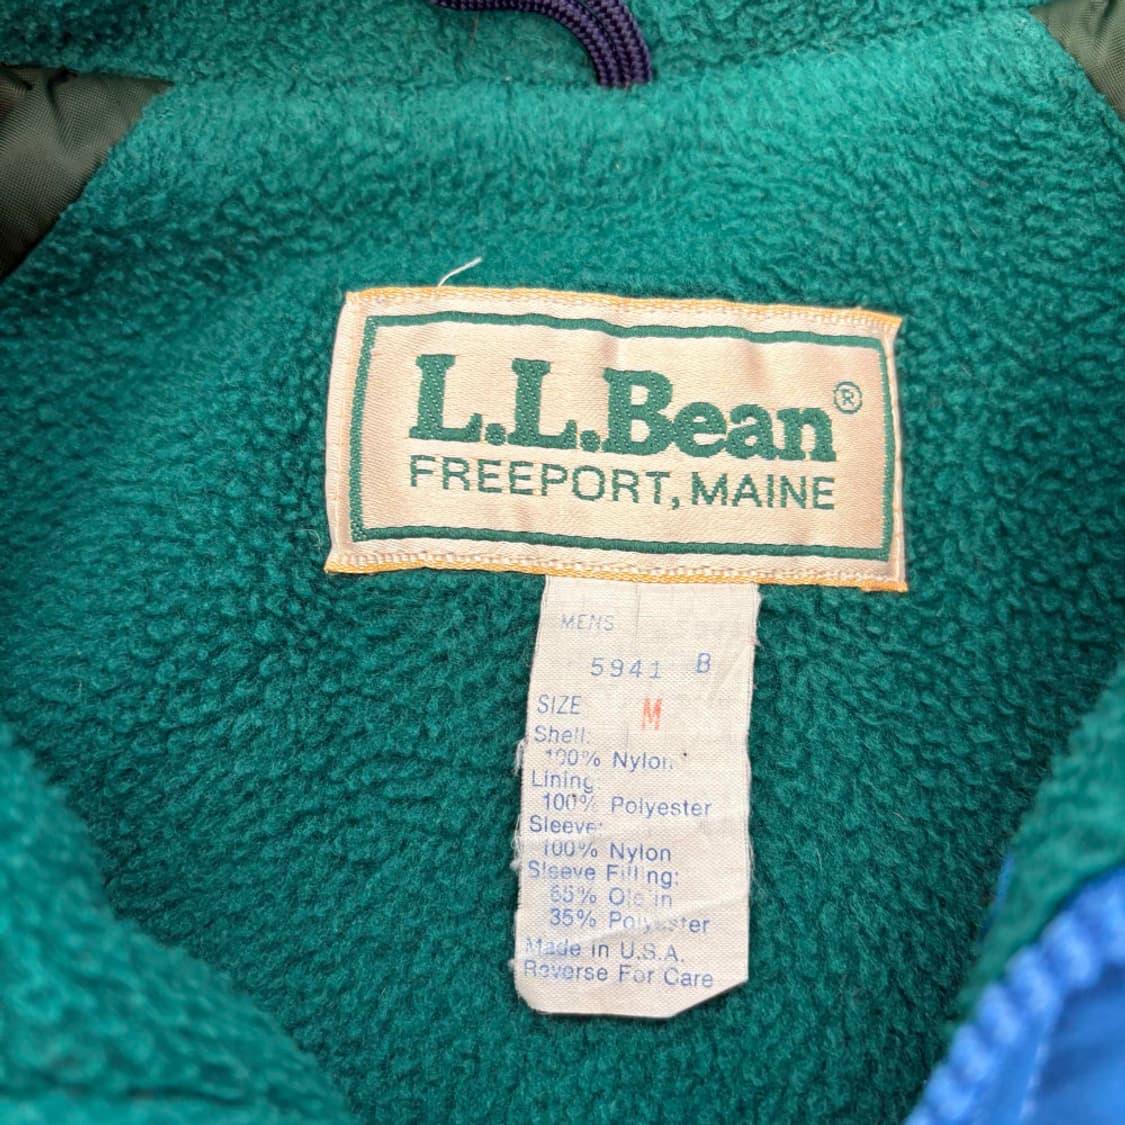 L.L.Bean®
FREEPORT, MAINE
MENS
5941 B
SIZE M
Shell:
100% Nylon
Lining:
100% Polyester
Sleeve:
100% Nylon
Sleeve Filling:
65% Olefin
35% Polyester
Made in U.S.A.
Reverse For Care